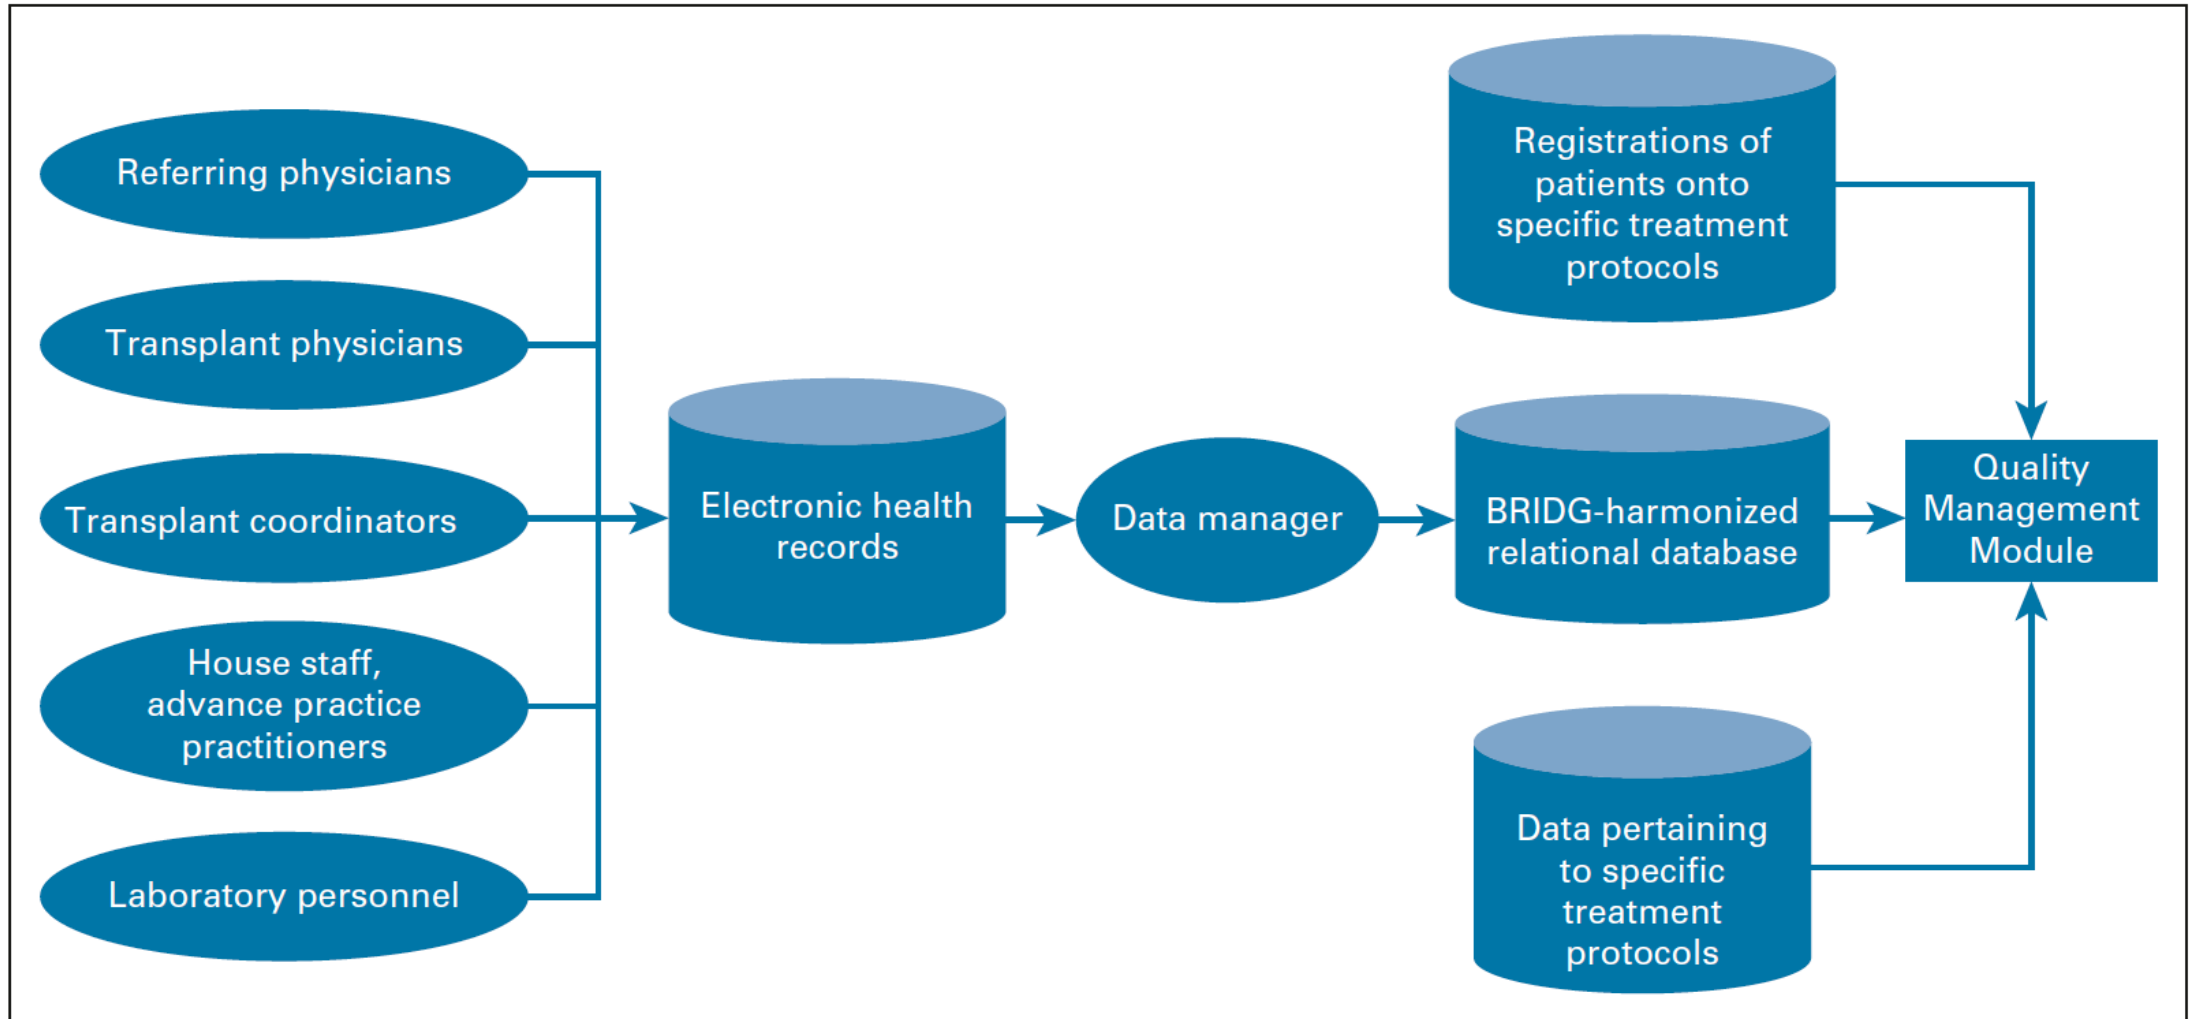 Referring physicians
Transplant physicians
Transplant coordinators
House staff,
advance practice
practitioners
Laboratory personnel
Electronic health
records
Data manager
Registrations of
patients onto
specific treatment
protocols
BRIDG-harmonized
relational database
Data pertaining
to specific
treatment
protocols
Quality
Management
Module